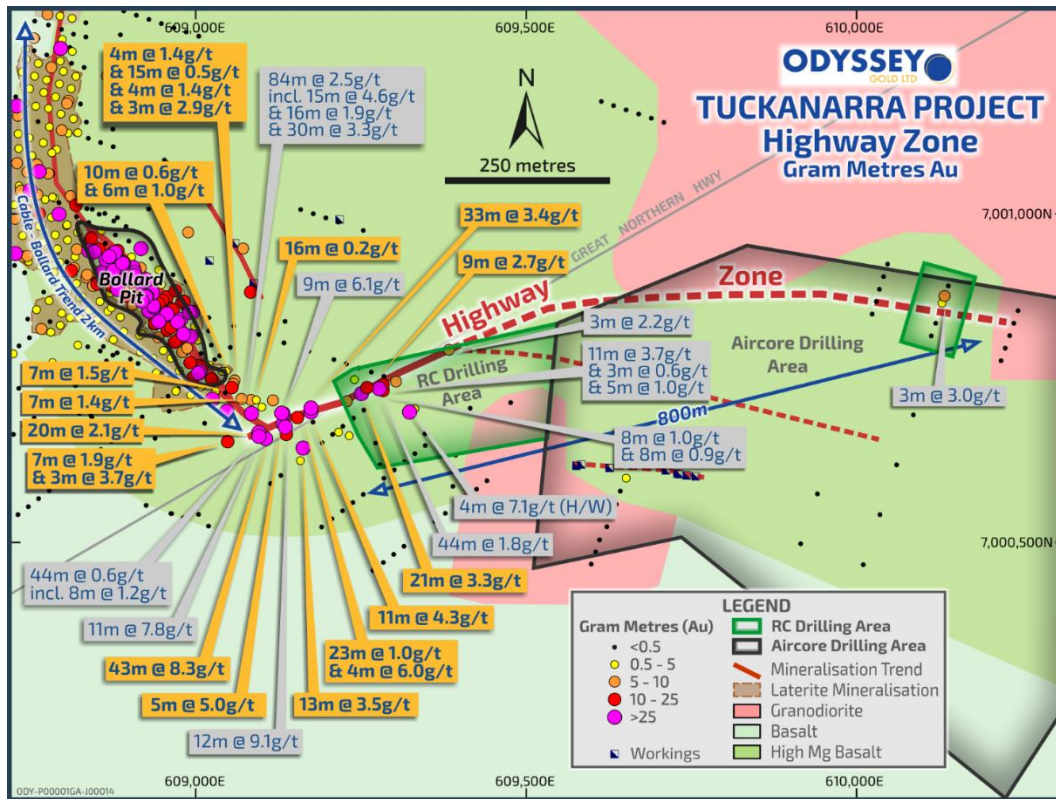 609,000E
609,500E
610,000E
4m @ 1.4g/t
& 15m @ 0.5g/t
& 4m @ 1.4g/t
& 3m @ 2.9g/t
84m @ 2.5g/t
incl. 15m @ 4.6g/t
& 16m @ 1.9g/t
& 30m @ 3.3g/t
N
250 metres
ODYSSEY
GOLD LTD
TUCKANARRA PROJECT
Highway Zone
Gram Metres Au
10m @ 0.6g/t
& 6m @ 1.0g/t
33m @ 3.4g/t
GREAT NORTHERN HWY
7,001,000N
16m @ 0.2g/t
9m @ 2.7g/t
Cable - Bollard Trend 2km
Bollard
Pit
9m @ 6.1g/t
Highway Zone
3m @ 2.2g/t
RC Drilling
Area
11m @ 3.7g/t
& 3m @ 0.6g/t
& 5m @ 1.0g/t
Aircore Drilling
Area
3m @ 3.0g/t
800m
7m @ 1.5g/t
7m @ 1.4g/t
20m @ 2.1g/t
7m @ 1.9g/t
& 3m @ 3.7g/t
8m @ 1.0g/t
& 8m @ 0.9g/t
4m @ 7.1g/t (H/W)
44m @ 1.8g/t
7,000,500N
44m @ 0.6g/t
incl. 8m @ 1.2g/t
21m @ 3.3g/t
11m @ 7.8g/t
11m @ 4.3g/t
43m @ 8.3g/t
23m @ 1.0g/t
& 4m @ 6.0g/t
5m @ 5.0g/t
13m @ 3.5g/t
12m @ 9.1g/t
LEGEND
Gram Metres (Au)
<0.5
0.5 - 5
5 - 10
10 - 25
>25
Workings
RC Drilling Area
Aircore Drilling Area
Mineralisation Trend
Laterite Mineralisation
Granodiorite
Basalt
High Mg Basalt
ODY-P00001GA-J00014
609,000E
609,500E
610,000E